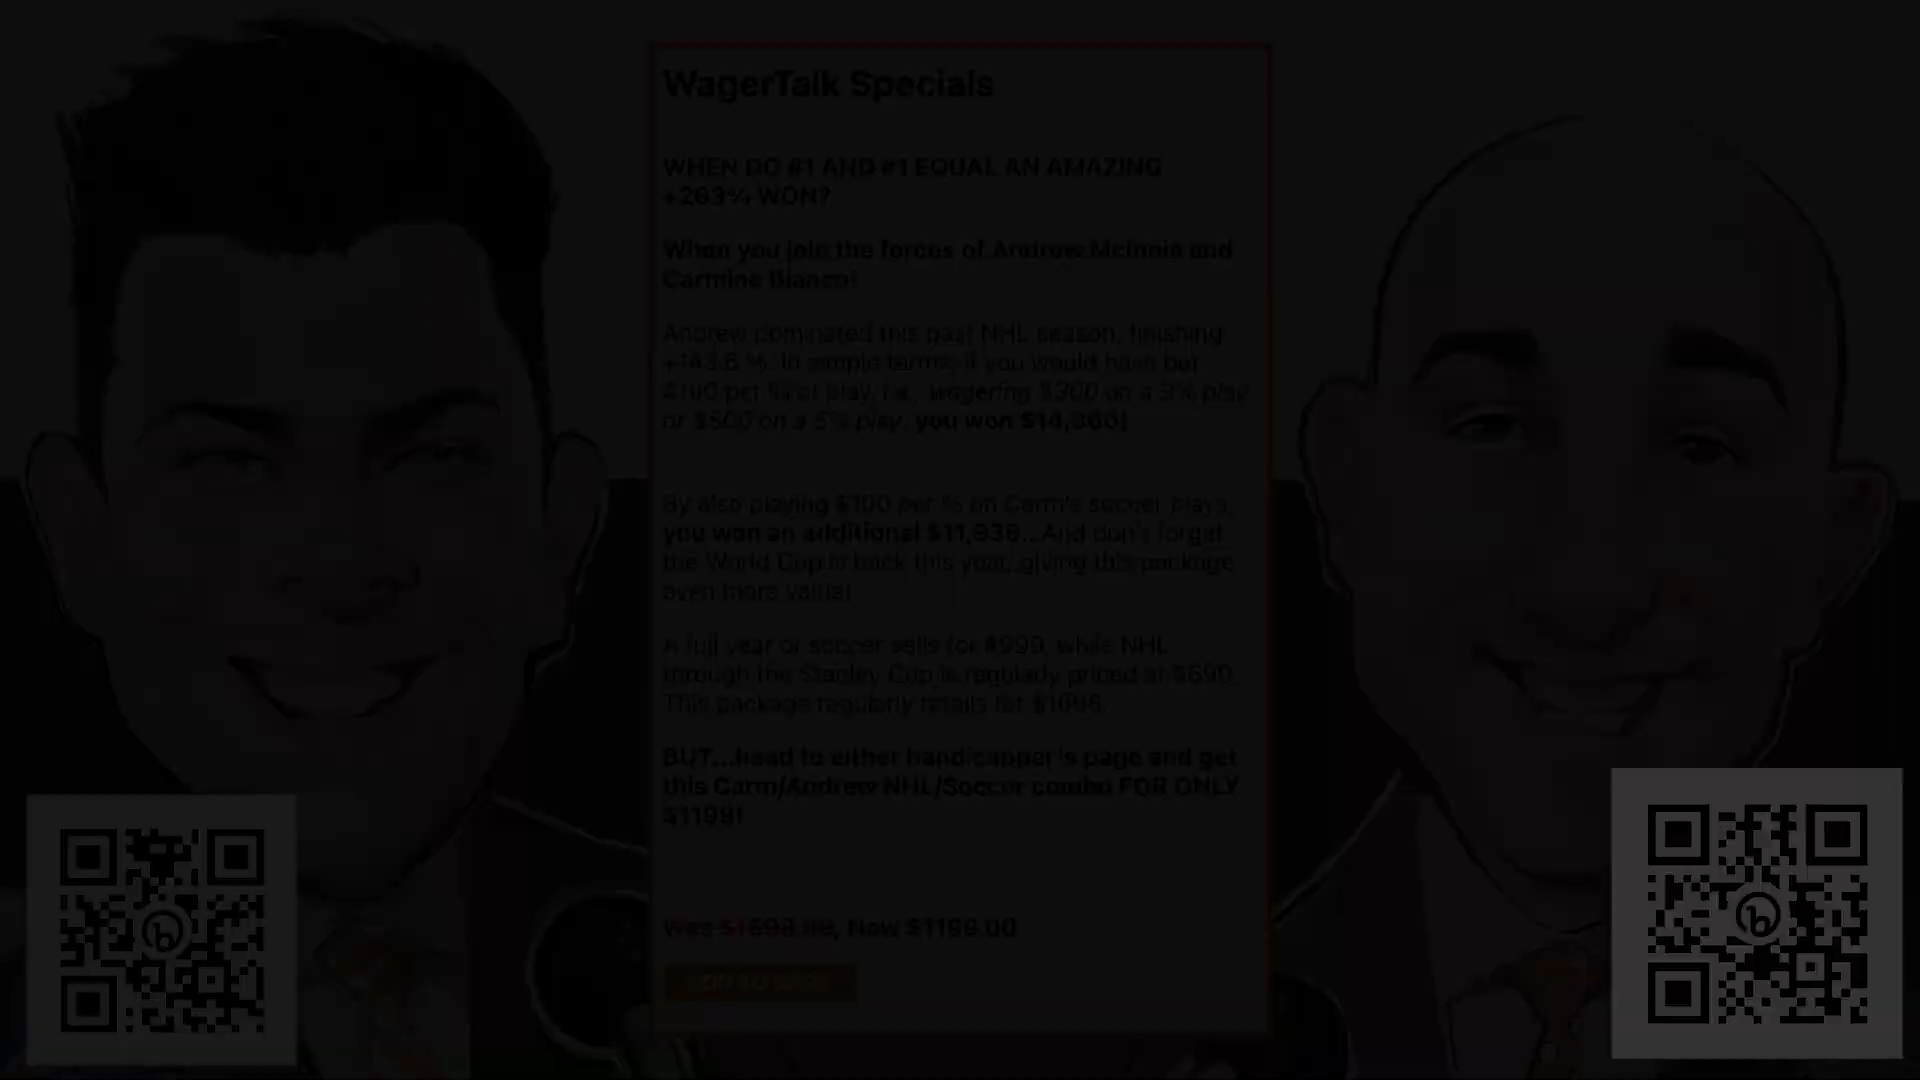 WagerTalk Specials
WHEN DO #1 AND #1 EQUAL AN AMAZING
+263% WON?
When you join the forces of Andrew McInnis and
Carmine Bianco!
Andrew dominated this past NHL season, finishing
+143.6 %. In simple terms, if you would have bet
$100 per % of play, i.e., wagering $300 on a 3% play
or $500 on a 5% play, you won $14,360!
By also playing $100 per % on Carm's soccer plays,
you won an additional $11,936...And don't forget
the World Cup is back this year, giving this package
even more value!
A full year of soccer sells for $999, while NHL
through the Stanley Cup is regularly priced at $699.
This package regularly retails for $1698.
BUT...head to either handicapper's page and get
this Carm/Andrew NHL/Soccer combo FOR ONLY
$1199!
Was $1698.00, Now $1199.00